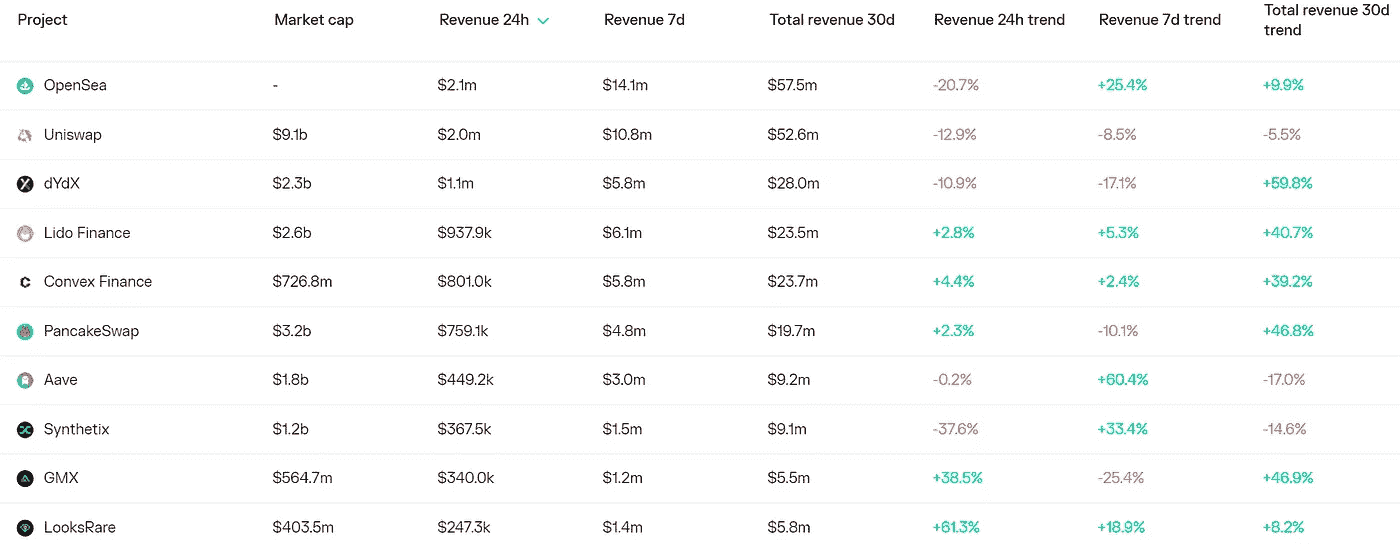 Project Market cap Revenue 24h Revenue 7d Total revenue 30d Revenue 24h trend Revenue 7d trend Total revenue 30d trend
OpenSea - $2.1m $14.1m $57.5m -20.7% +25.4% +9.9%
Uniswap $9.1b $2.0m $10.8m $52.6m -12.9% -8.5% -5.5%
dYdX $2.3b $1.1m $5.8m $28.0m -10.9% -17.1% +59.8%
Lido Finance $2.6b $937.9k $6.1m $23.5m +2.8% +5.3% +40.7%
Convex Finance $726.8m $801.0k $5.8m $23.7m +4.4% +2.4% +39.2%
PancakeSwap $3.2b $759.1k $4.8m $19.7m +2.3% -10.1% +46.8%
Aave $1.8b $449.2k $3.0m $9.2m -0.2% +60.4% -17.0%
Synthetix $1.2b $367.5k $1.5m $9.1m -37.6% +33.4% -14.6%
GMX $564.7m $340.0k $1.2m $5.5m +38.5% -25.4% +46.9%
LooksRare $403.5m $247.3k $1.4m $5.8m +61.3% +18.9% +8.2%